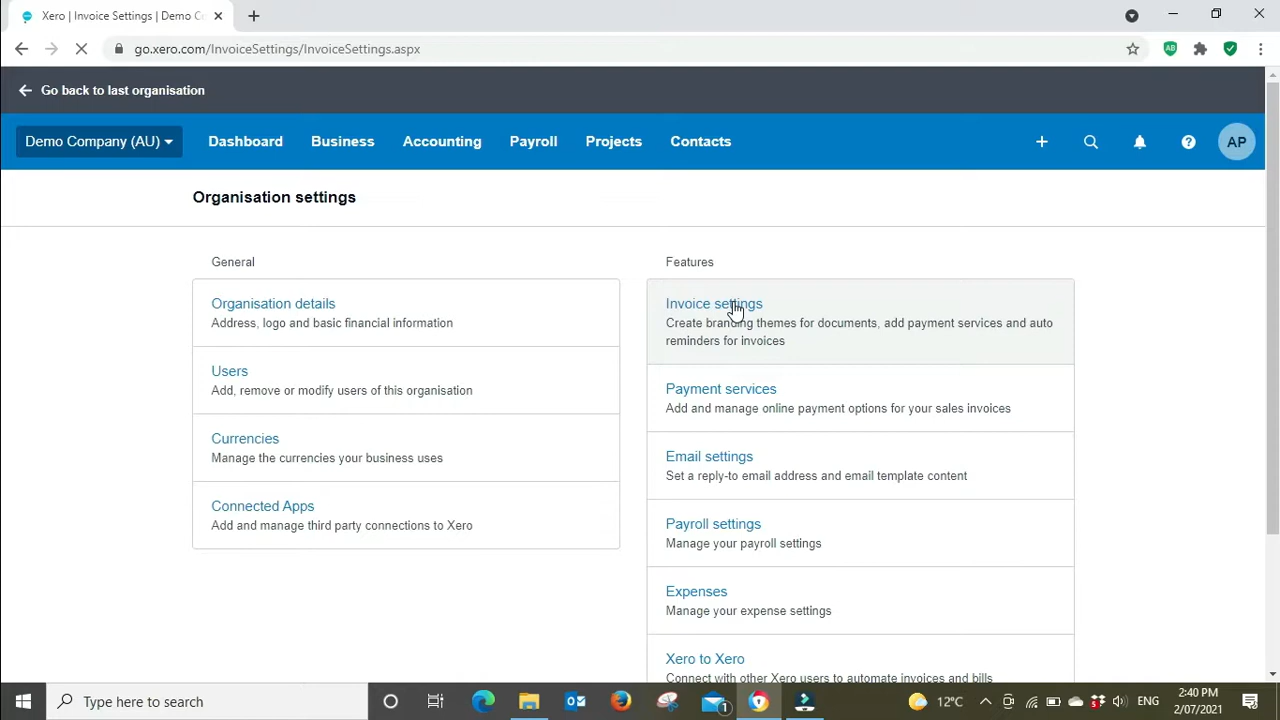 Xero | Invoice Settings | Demo Co
go.xero.com/InvoiceSettings/InvoiceSettings.aspx
Go back to last organisation
Demo Company (AU) Dashboard Business Accounting Payroll Projects Contacts AP
Organisation settings
General
Organisation details
Address, logo and basic financial information
Users
Add, remove or modify users of this organisation
Currencies
Manage the currencies your business uses
Connected Apps
Add and manage third party connections to Xero
Features
Invoice settings
Create branding themes for documents, add payment services and auto
reminders for invoices
Payment services
Add and manage online payment options for your sales invoices
Email settings
Set a reply-to email address and email template content
Payroll settings
Manage your payroll settings
Expenses
Manage your expense settings
Xero to Xero
Connect with other Xero users to automate invoices and bills
Type here to search
1
12°C
ENG
2:40 PM
2/07/2021